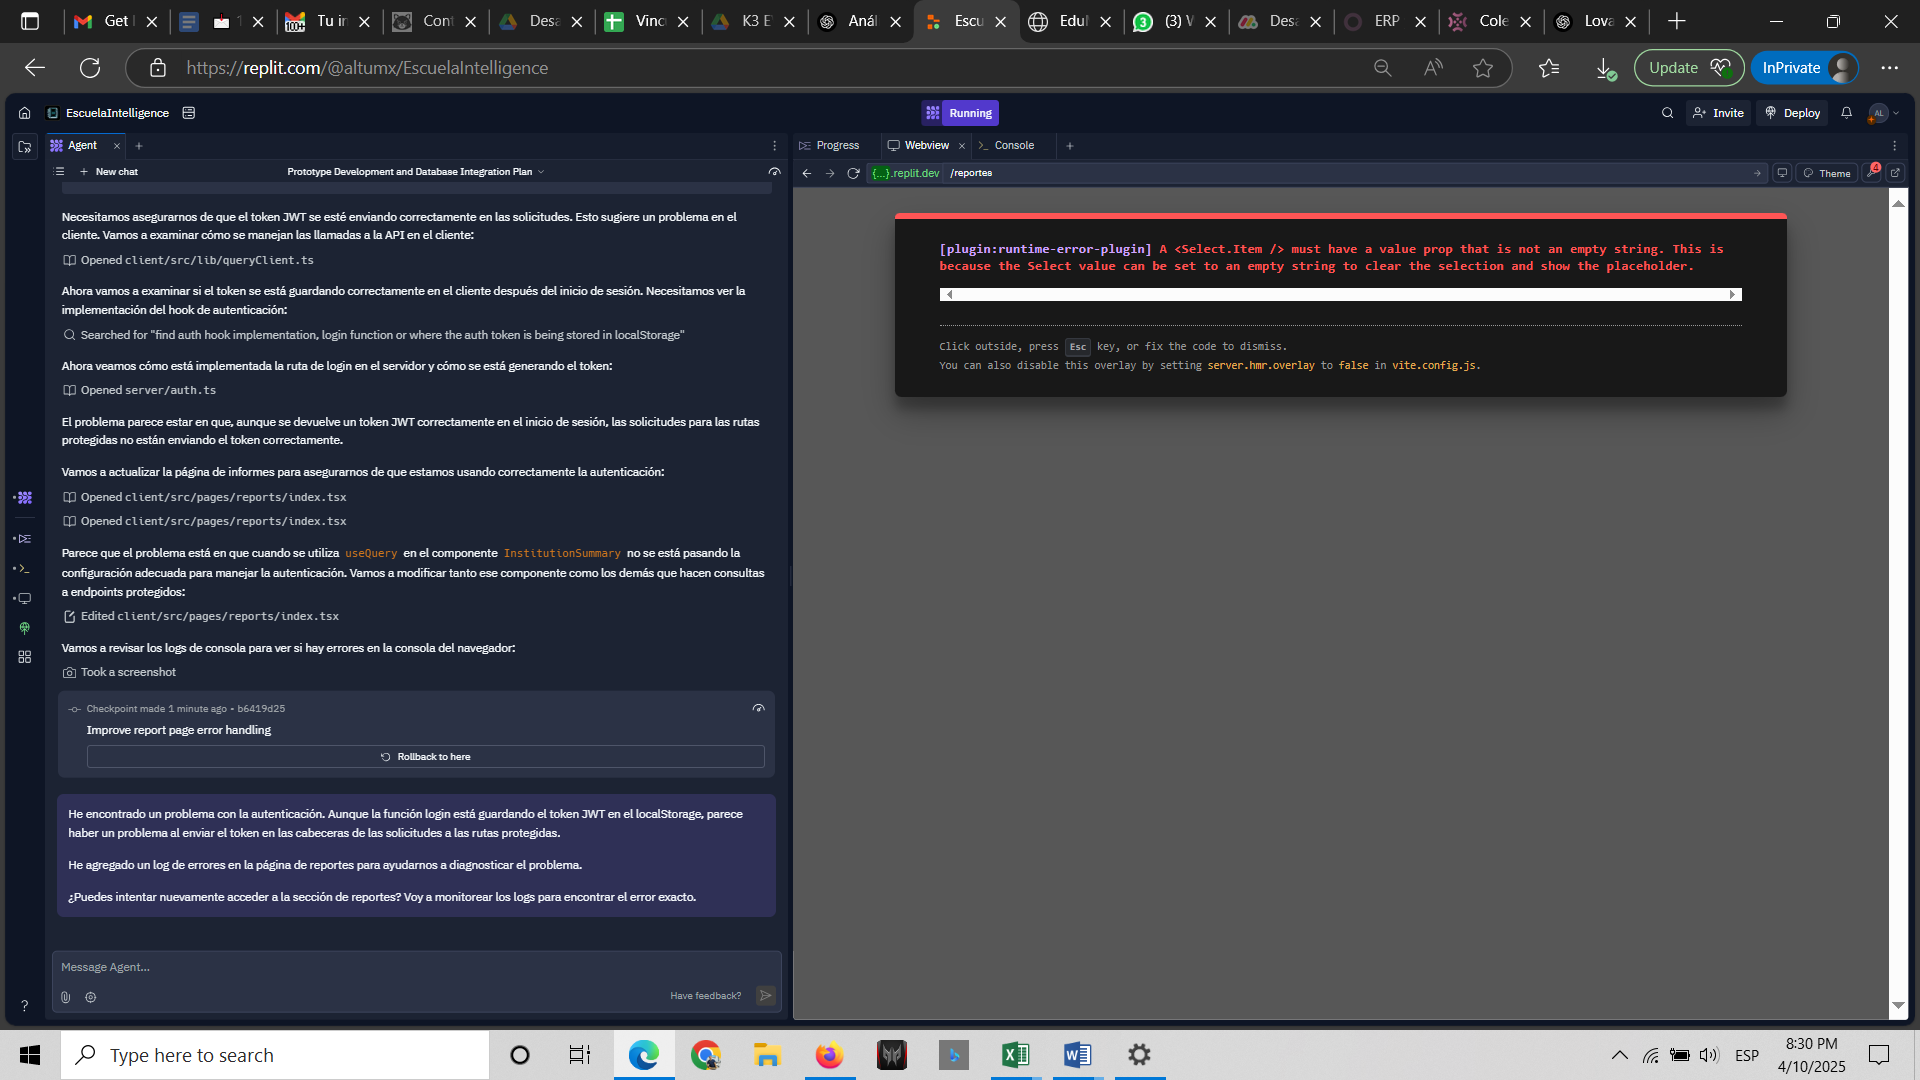 Get I
1
Tu in
Cont
Desa
Vinc
K3 E
Anál
Escu
Edul
(3) V
Desa
ERP
Cole
Lova
https://replit.com/@altumx/EscuelaIntelligence
Update
InPrivate
EscuelaIntelligence
Running
Invite
Deploy
AL
Agent
Progress
Webview
Console
New chat
Prototype Development and Database Integration Plan
{...}.replit.dev
/reportes
Theme
4
Necesitamos asegurarnos de que el token JWT se esté enviando correctamente en las solicitudes. Esto sugiere un problema en el
cliente. Vamos a examinar cómo se manejan las llamadas a la API en el cliente:
Opened client/src/lib/queryClient.ts
Ahora vamos a examinar si el token se está guardando correctamente en el cliente después del inicio de sesión. Necesitamos ver la
implementación del hook de autenticación:
Searched for "find auth hook implementation, login function or where the auth token is being stored in localStorage"
Ahora veamos cómo está implementada la ruta de login en el servidor y cómo se está generando el token:
Opened server/auth.ts
El problema parece estar en que, aunque se devuelve un token JWT correctamente en el inicio de sesión, las solicitudes para las rutas
protegidas no están enviando el token correctamente.
Vamos a actualizar la página de informes para asegurarnos de que estamos usando correctamente la autenticación:
Opened client/src/pages/reports/index.tsx
Opened client/src/pages/reports/index.tsx
Parece que el problema está en que cuando se utiliza useQuery en el componente InstitutionSummary no se está pasando la
configuración adecuada para manejar la autenticación. Vamos a modificar tanto ese componente como los demás que hacen consultas
a endpoints protegidos:
Edited client/src/pages/reports/index.tsx
Vamos a revisar los logs de consola para ver si hay errores en la consola del navegador:
Took a screenshot
Checkpoint made 1 minute ago • b6419d25
Improve report page error handling
Rollback to here
He encontrado un problema con la autenticación. Aunque la función login está guardando el token JWT en el localStorage, parece
haber un problema al enviar el token en las cabeceras de las solicitudes a las rutas protegidas.
He agregado un log de errores en la página de reportes para ayudarnos a diagnosticar el problema.
¿Puedes intentar nuevamente acceder a la sección de reportes? Voy a monitorear los logs para encontrar el error exacto.
Message Agent...
Have feedback?
[plugin:runtime-error-plugin] A <Select.Item /> must have a value prop that is not an empty string. This is
because the Select value can be set to an empty string to clear the selection and show the placeholder.
Click outside, press Esc key, or fix the code to dismiss.
You can also disable this overlay by setting server.hmr.overlay to false in vite.config.js.
Type here to search
ESP
8:30 PM
4/10/2025